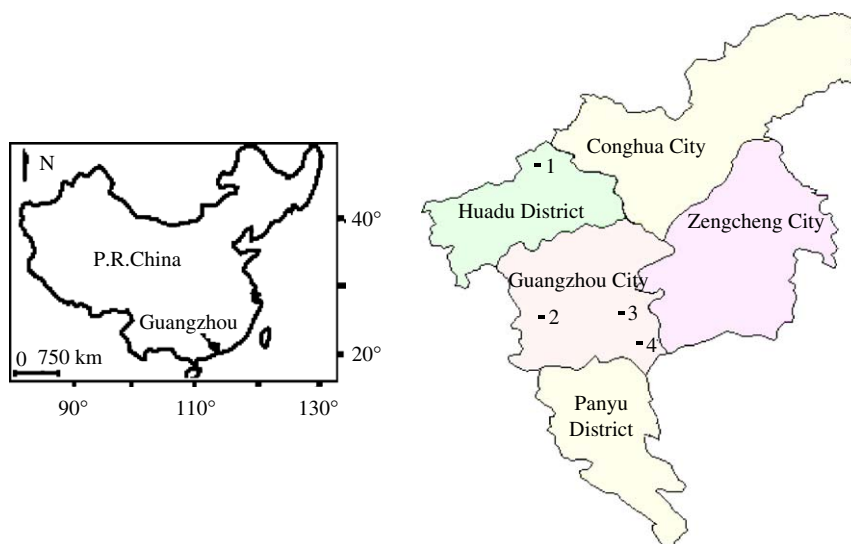 N
P.R.China
Guangzhou
0 750 km
40°
20°
90° 110° 130°
Conghua City
1
Huadu District
Zengcheng City
Guangzhou City
2
3
4
Panyu
District